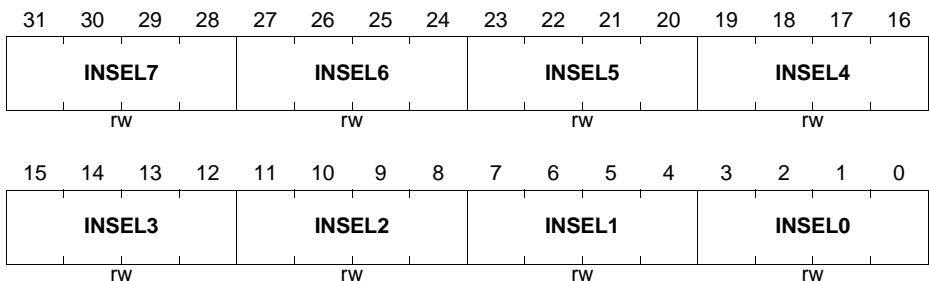 31 30 29 28 27 26 25 24 23 22 21 20 19 18 17 16
INSEL7 INSEL6 INSEL5 INSEL4
rw rw rw rw
15 14 13 12 11 10 9 8 7 6 5 4 3 2 1 0
INSEL3 INSEL2 INSEL1 INSEL0
rw rw rw rw